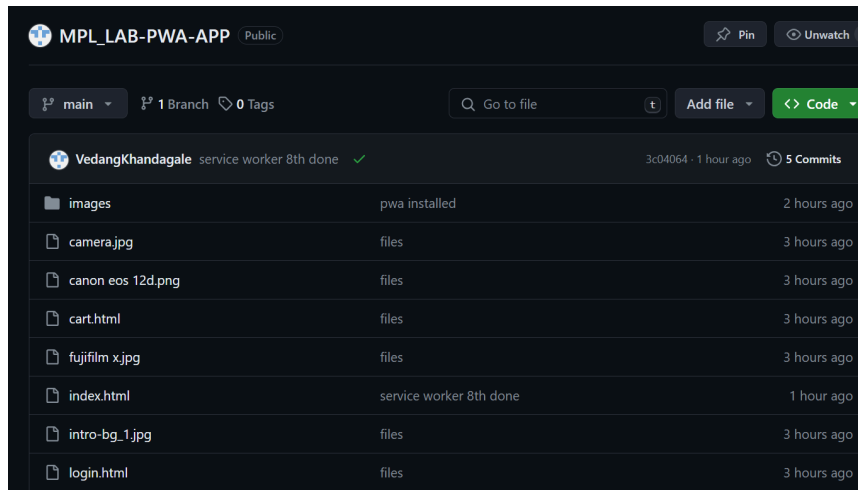 MPL_LAB-PWA-APP Public Pin Unwatch
main 1 Branch 0 Tags Go to file t Add file Code
VedangKhandagale service worker 8th done 3c04064 · 1 hour ago 5 Commits
images pwa installed 2 hours ago
camera.jpg files 3 hours ago
canon eos 12d.png files 3 hours ago
cart.html files 3 hours ago
fujifilm x.jpg files 3 hours ago
index.html service worker 8th done 1 hour ago
intro-bg_1.jpg files 3 hours ago
login.html files 3 hours ago